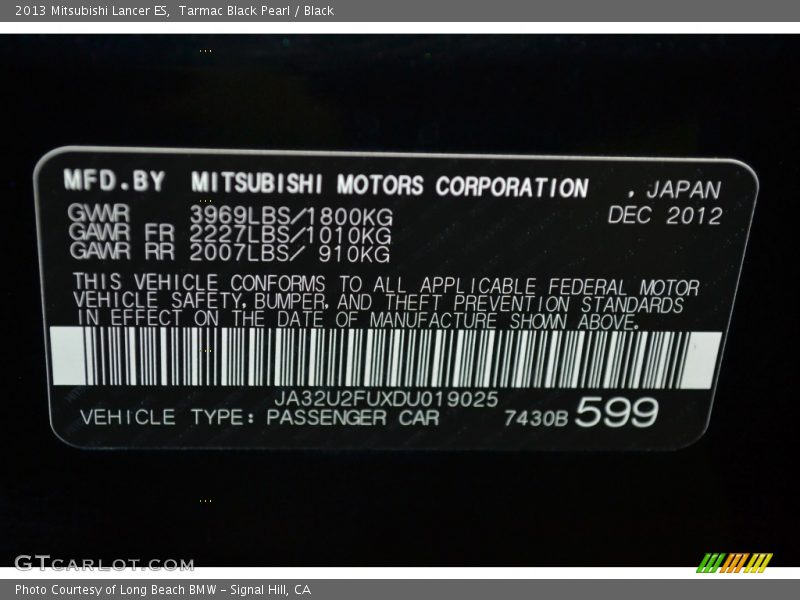 2013 Mitsubishi Lancer ES,  Tarmac Black Pearl / Black
MFD.BY MITSUBISHI MOTORS CORPORATION , JAPAN
GVWR 3969LBS/1800KG DEC 2012
GAWR FR 2227LBS/1010KG
GAWR RR 2007LBS/ 910KG
THIS VEHICLE CONFORMS TO ALL APPLICABLE FEDERAL MOTOR
VEHICLE SAFETY, BUMPER, AND THEFT PREVENTION STANDARDS
IN EFFECT ON THE DATE OF MANUFACTURE SHOWN ABOVE.
JA32U2FUXDU019025
VEHICLE TYPE: PASSENGER CAR 7430B 599
GTCARLOT.COM
Photo Courtesy of Long Beach BMW - Signal Hill, CA